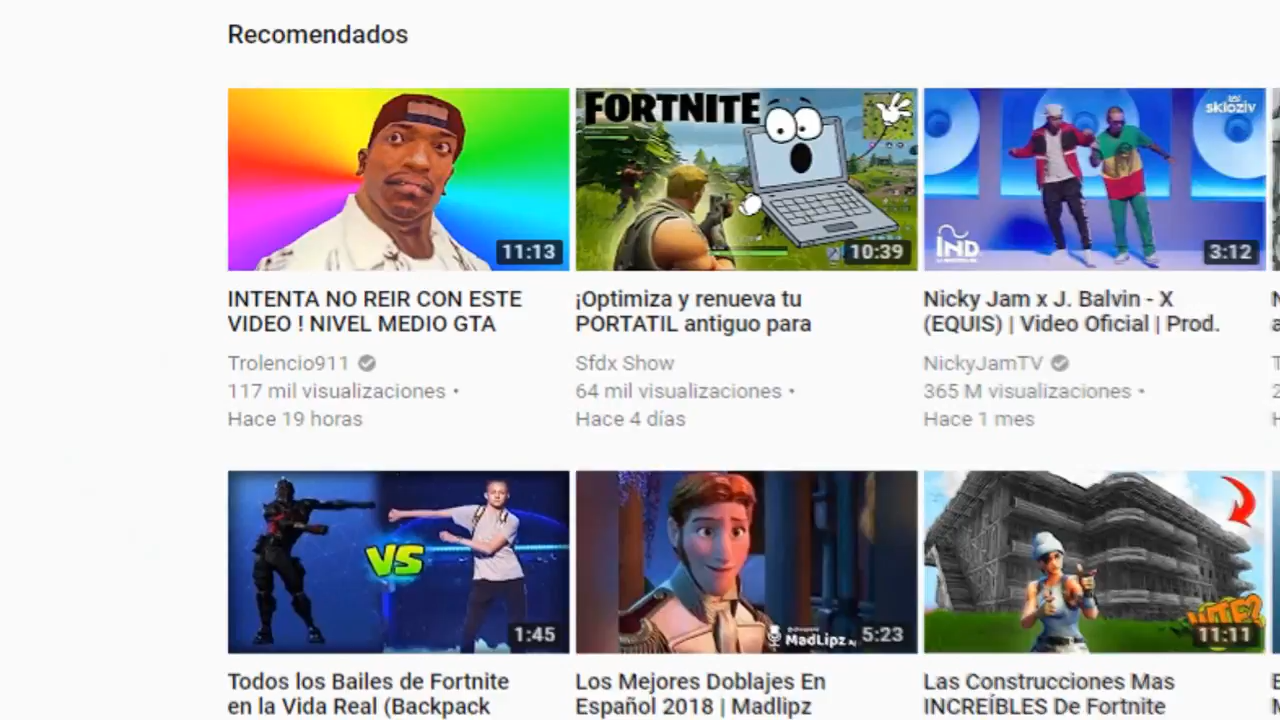 Recomendados
FORTNITE
skioziv
IND
11:13
10:39
3:12
INTENTA NO REIR CON ESTE
VIDEO ! NIVEL MEDIO GTA
¡Optimiza y renueva tu
PORTATIL antiguo para
Nicky Jam x J. Balvin - X
(EQUIS) | Video Oficial | Prod.
Trolencio911
Sfdx Show
NickyJamTV
117 mil visualizaciones •
64 mil visualizaciones •
365 M visualizaciones •
Hace 19 horas
Hace 4 días
Hace 1 mes
VS
MadLipz
WTF?
1:45
5:23
11:11
Todos los Bailes de Fortnite
en la Vida Real (Backpack
Los Mejores Doblajes En
Español 2018 | Madlipz
Las Construcciones Mas
INCREÍBLES De Fortnite